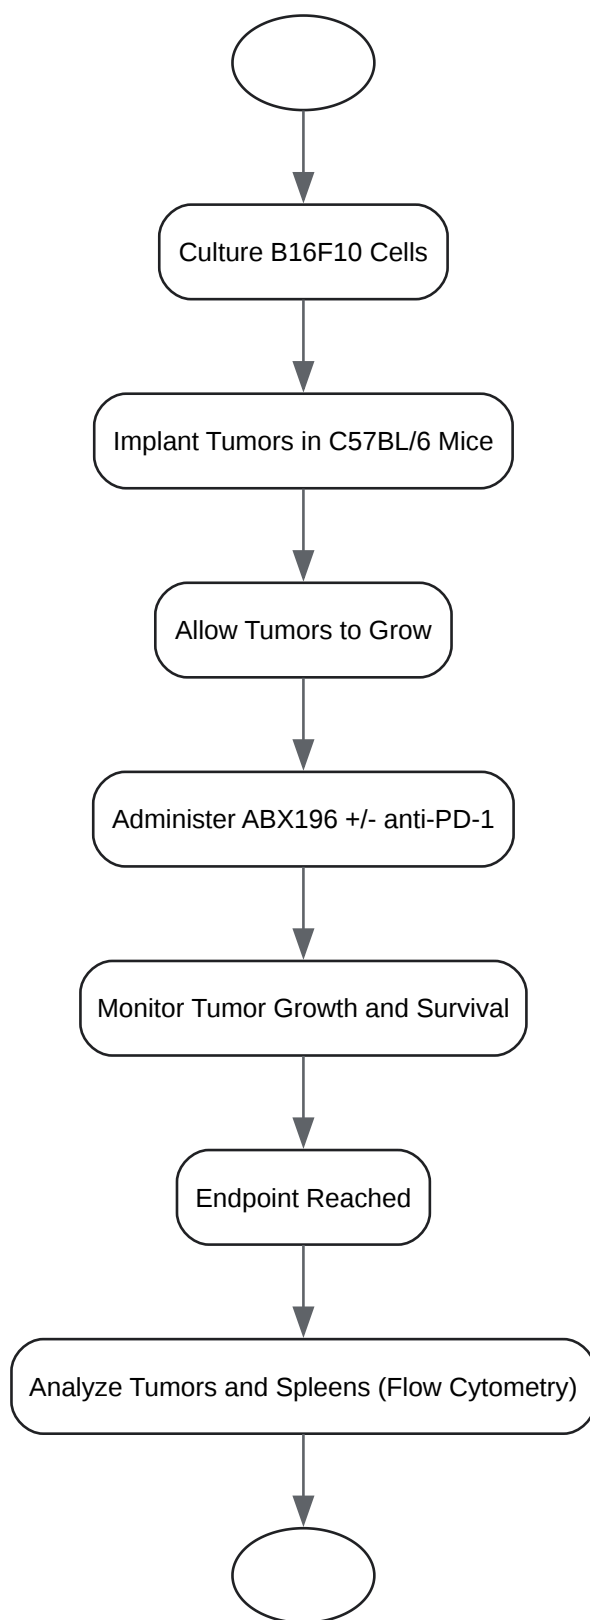 Culture B16F10 Cells
Implant Tumors in C57BL/6 Mice
Allow Tumors to Grow
Administer ABX196 +/- anti-PD-1
Monitor Tumor Growth and Survival
Endpoint Reached
Analyze Tumors and Spleens (Flow Cytometry)